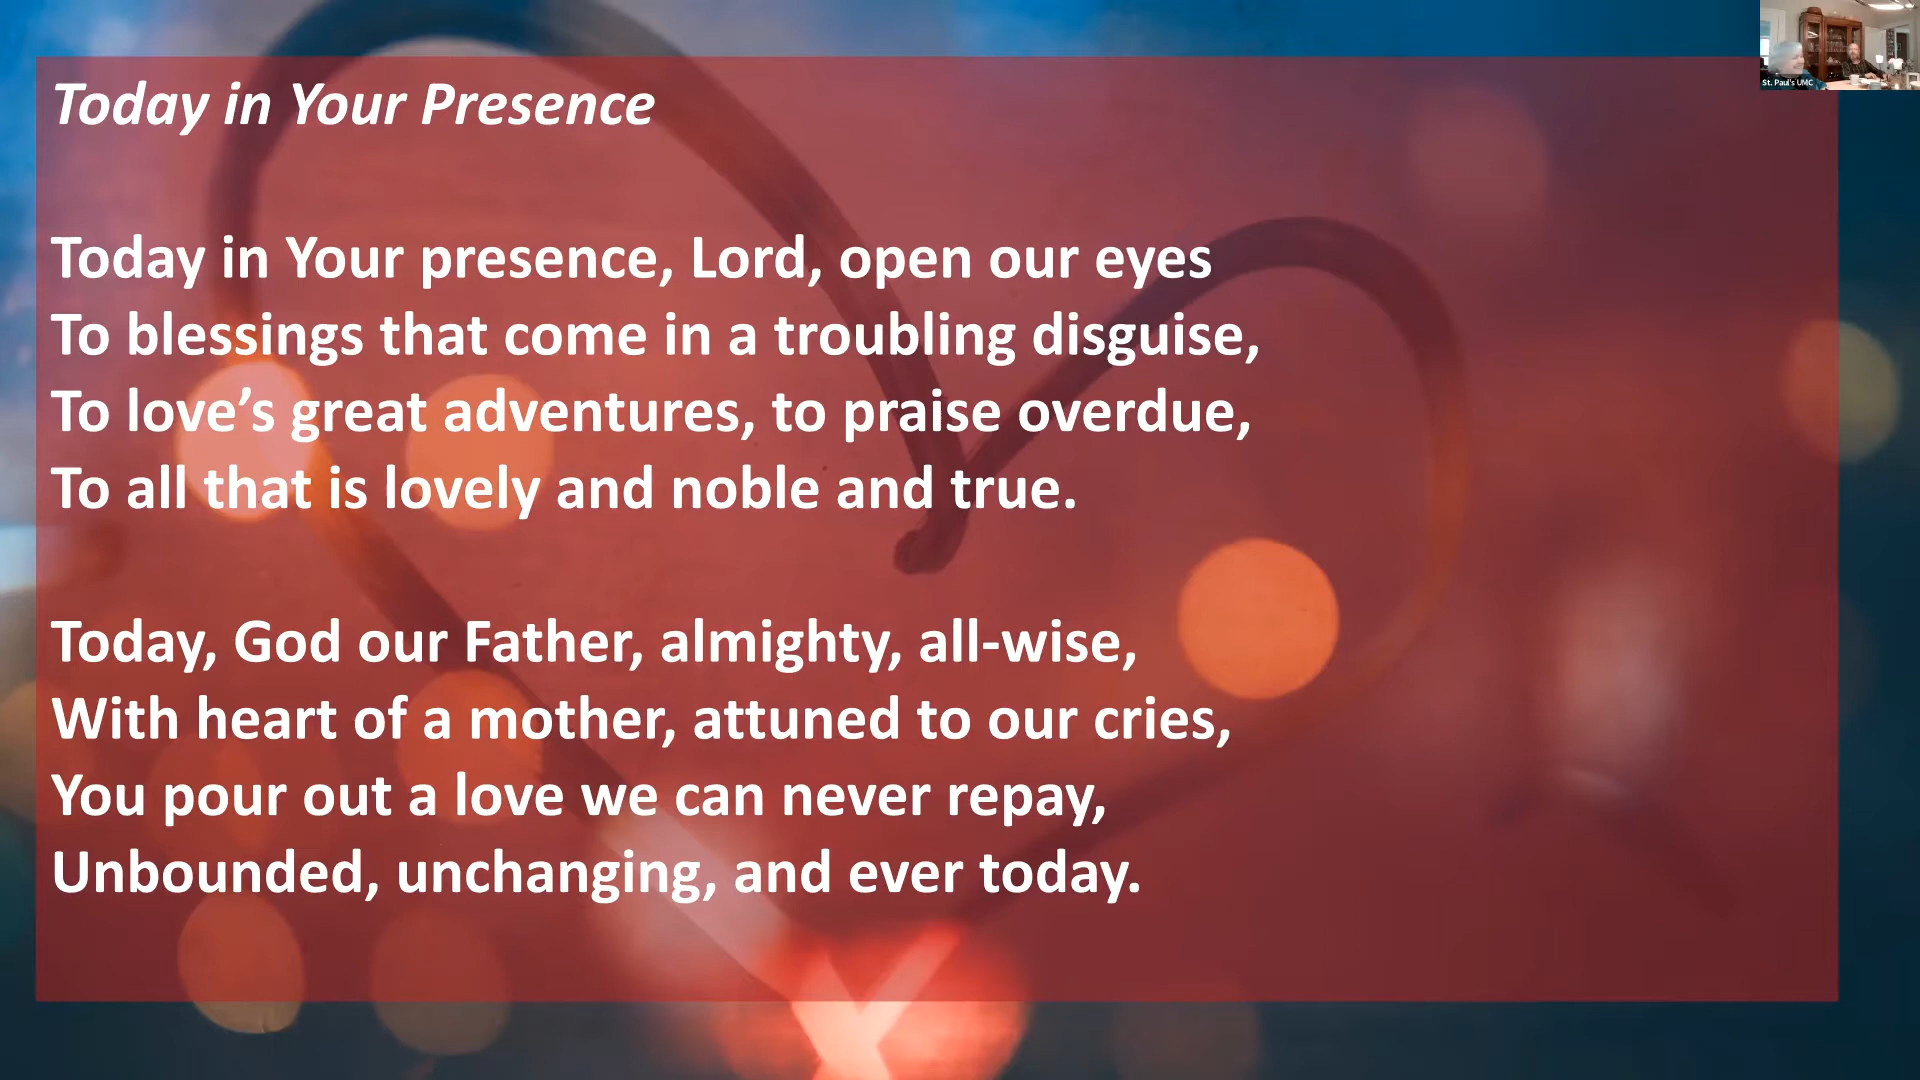 Today in Your Presence
Today in Your presence, Lord, open our eyes
To blessings that come in a troubling disguise,
To love’s great adventures, to praise overdue,
To all that is lovely and noble and true.
Today, God our Father, almighty, all-wise,
With heart of a mother, attuned to our cries,
You pour out a love we can never repay,
Unbounded, unchanging, and ever today.
St. Paul's UMC